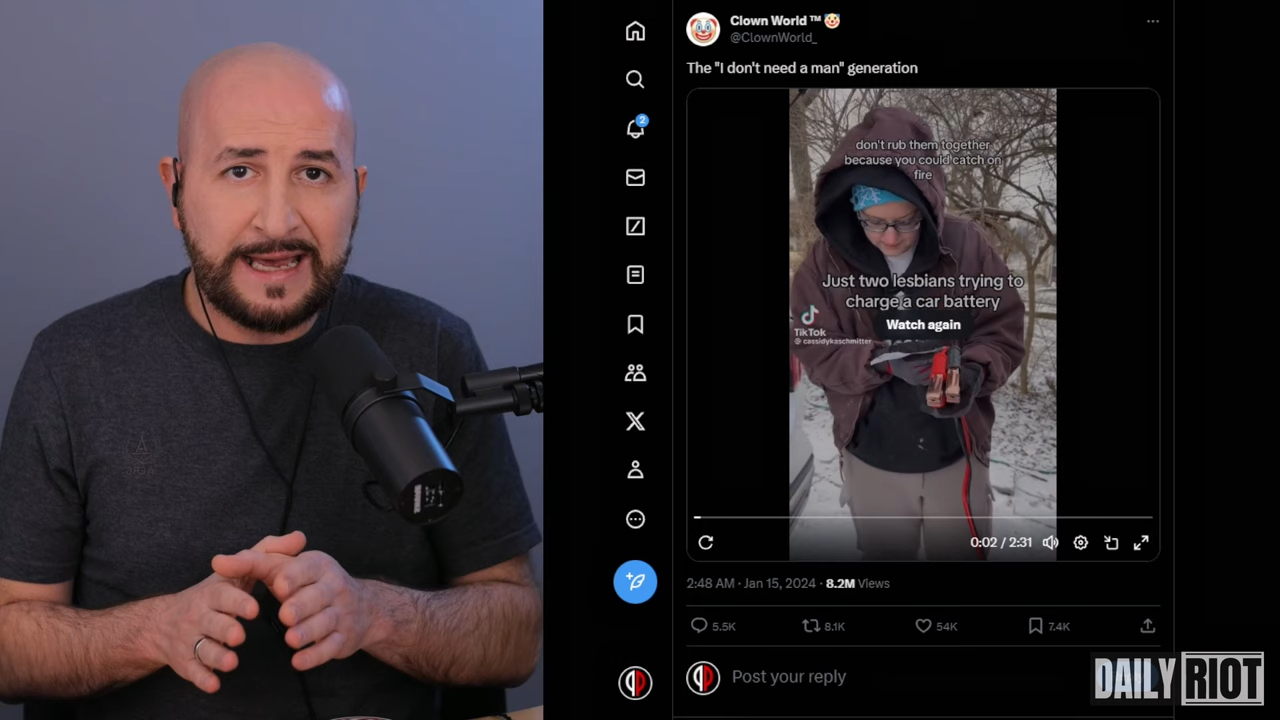 Clown World ™
@ClownWorld_
The "I don't need a man" generation
don't rub them together
because you could catch on
fire
Just two lesbians trying to
charge a car battery
Watch again
TikTok
@ cassidykaschmitter
0:02 / 2:31
2:48 AM · Jan 15, 2024 · 8.2M Views
5.5K 8.1K 54K 7.4K
Post your reply
2
DAILY RIOT